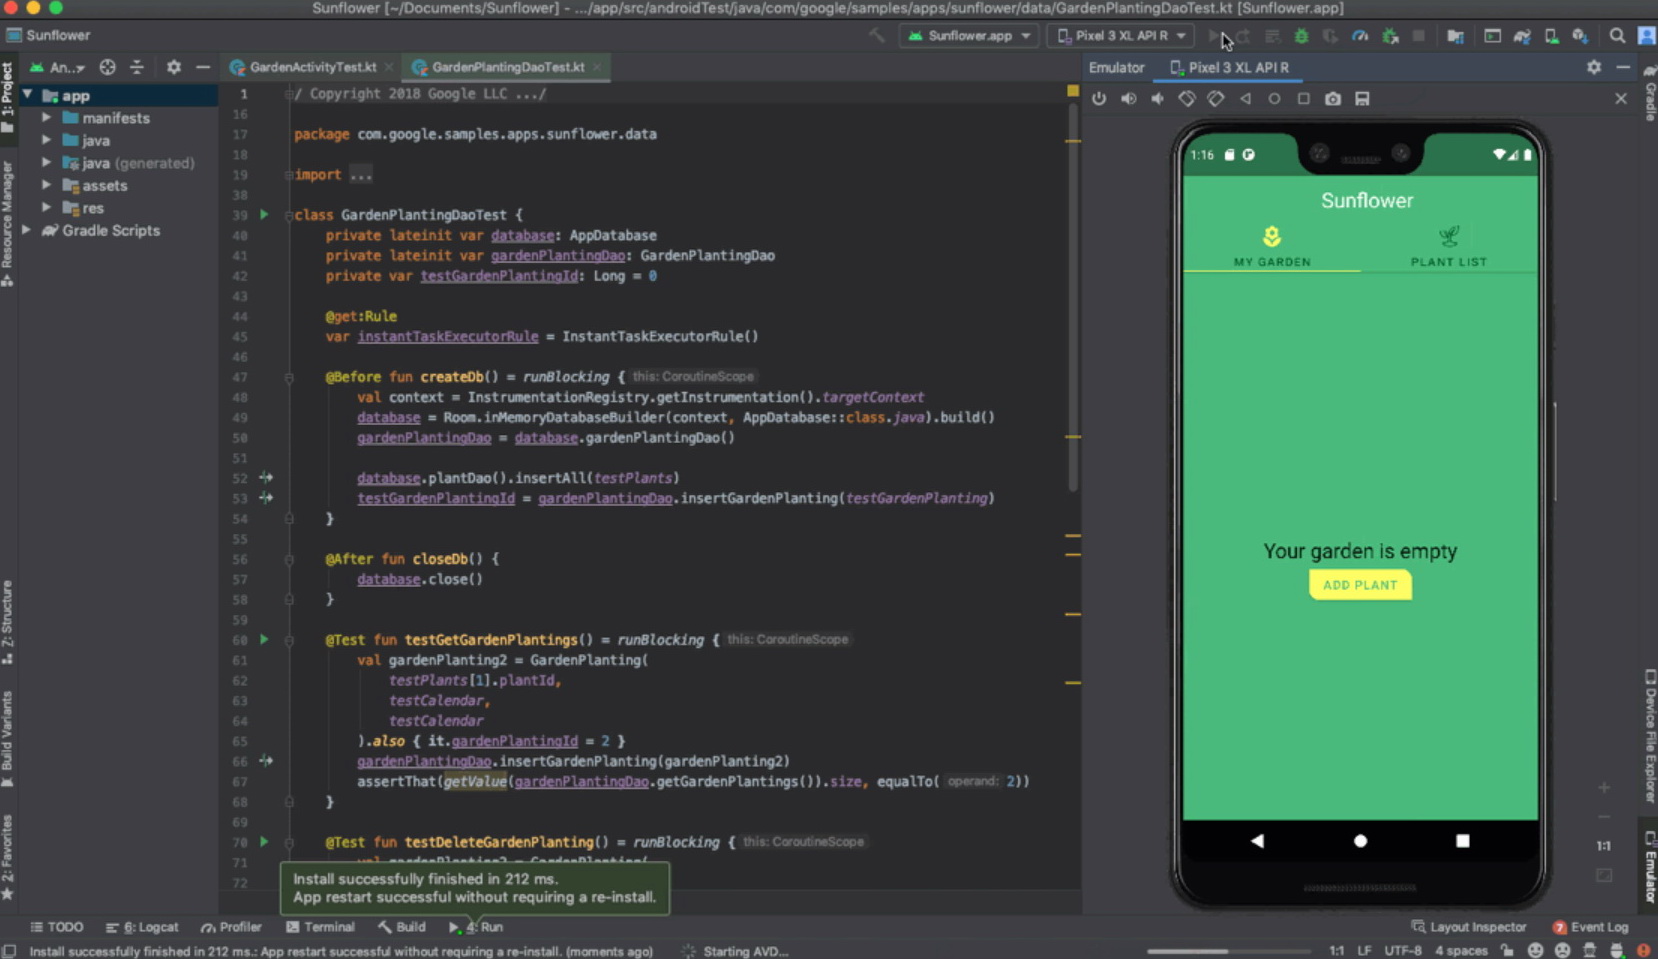 Sunflower [~/Documents/Sunflower] - .../app/src/androidTest/java/com/google/samples/apps/sunflower/data/GardenPlantingDaoTest.kt [Sunflower.app]
Sunflower
Sunflower.app
Pixel 3 XL API R
An..
GardenActivityTest.kt
GardenPlantingDaoTest.kt
Emulator
Pixel 3 XL API R
1: Project
Resource Manager
Z: Structure
Build Variants
2: Favorites
app
manifests
java
java (generated)
assets
res
Gradle Scripts
1 / Copyright 2018 Google LLC .../
16
17 package com.google.samples.apps.sunflower.data
18
19 import ...
38
39 class GardenPlantingDaoTest {
40 private lateinit var database: AppDatabase
41 private lateinit var gardenPlantingDao: GardenPlantingDao
42 private var testGardenPlantingId: Long = 0
43
44 @get:Rule
45 var instantTaskExecutorRule = InstantTaskExecutorRule()
46
47 @Before fun createDb() = runBlocking { this: CoroutineScope
48 val context = InstrumentationRegistry.getInstrumentation().targetContext
49 database = Room.inMemoryDatabaseBuilder(context, AppDatabase::class.java).build()
50 gardenPlantingDao = database.gardenPlantingDao()
51
52 database.plantDao().insertAll(testPlants)
53 testGardenPlantingId = gardenPlantingDao.insertGardenPlanting(testGardenPlanting)
54 }
55
56 @After fun closeDb() {
57 database.close()
58 }
59
60 @Test fun testGetGardenPlantings() = runBlocking { this: CoroutineScope
61 val gardenPlanting2 = GardenPlanting(
62 testPlants[1].plantId,
63 testCalendar,
64 testCalendar
65 ).also { it.gardenPlantingId = 2 }
66 gardenPlantingDao.insertGardenPlanting(gardenPlanting2)
67 assertThat(getValue(gardenPlantingDao.getGardenPlantings()).size, equalTo( operand: 2))
68 }
69
70 @Test fun testDeleteGardenPlanting() = runBlocking { this: CoroutineScope
71 val gardenPlanting2 = GardenPlanting(
72
Install successfully finished in 212 ms.
App restart successful without requiring a re-install.
1:16
Sunflower
MY GARDEN
PLANT LIST
Your garden is empty
ADD PLANT
1:1
Gradle
Device File Explorer
Emulator
TODO
6: Logcat
Profiler
Terminal
Build
4: Run
Layout Inspector
7 Event Log
Install successfully finished in 212 ms.: App restart successful without requiring a re-install. (moments ago)
Starting AVD...
1:1 LF UTF-8 4 spaces